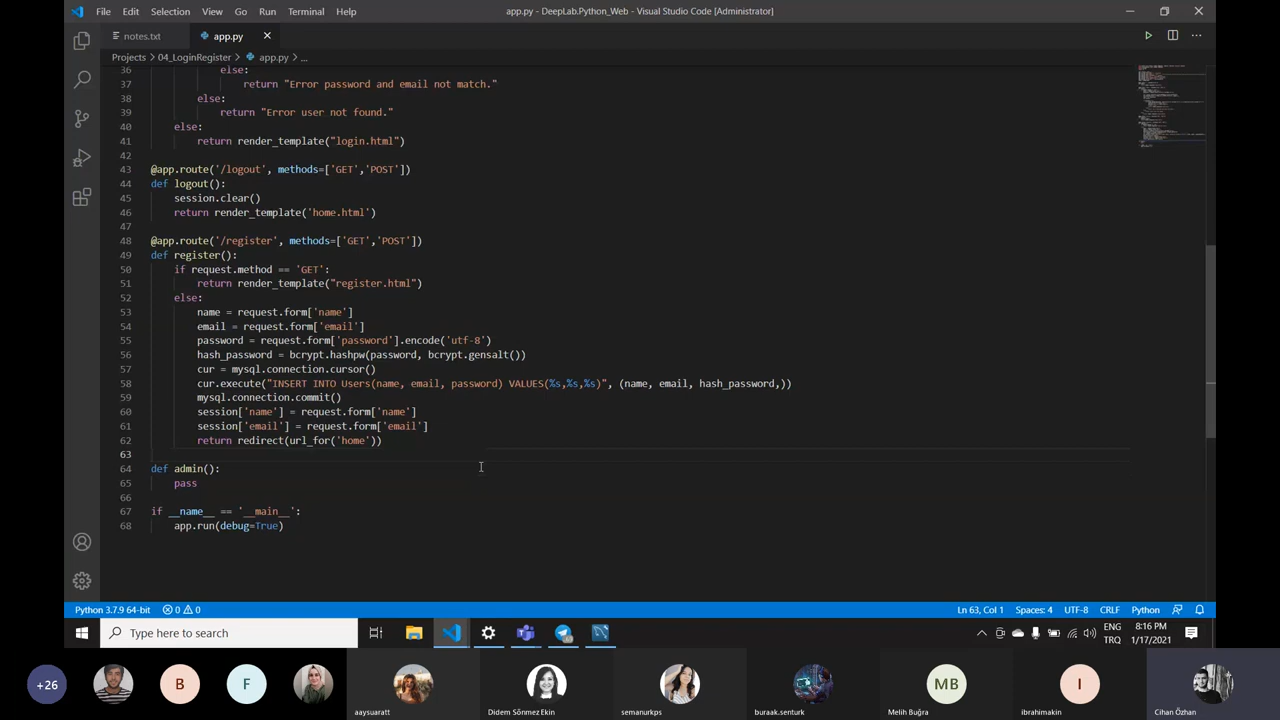 File Edit Selection View Go Run Terminal Help
app.py - DeepLab.Python_Web - Visual Studio Code [Administrator]
notes.txt
app.py
Projects > 04_LoginRegister > app.py > ...
36 else:
37 return "Error password and email not match."
38 else:
39 return "Error user not found."
40 else:
41 return render_template("login.html")
42
43 @app.route('/logout', methods=['GET','POST'])
44 def logout():
45 session.clear()
46 return render_template('home.html')
47
48 @app.route('/register', methods=['GET','POST'])
49 def register():
50 if request.method == 'GET':
51 return render_template("register.html")
52 else:
53 name = request.form['name']
54 email = request.form['email']
55 password = request.form['password'].encode('utf-8')
56 hash_password = bcrypt.hashpw(password, bcrypt.gensalt())
57 cur = mysql.connection.cursor()
58 cur.execute("INSERT INTO Users(name, email, password) VALUES(%s,%s,%s)", (name, email, hash_password,))
59 mysql.connection.commit()
60 session['name'] = request.form['name']
61 session['email'] = request.form['email']
62 return redirect(url_for('home'))
63
64 def admin():
65 pass
66
67 if __name__ == '__main__':
68 app.run(debug=True)
Python 3.7.9 64-bit 0 0
Ln 63, Col 1 Spaces: 4 UTF-8 CRLF Python
Type here to search
ENG
TRQ
8:16 PM
1/17/2021
+26
B
F
MB
I
aaysuaratt
Didem Sönmez Ekin
semanurkps
buraak.senturk
Melih Buğra
ibrahimakin
Cihan Özhan